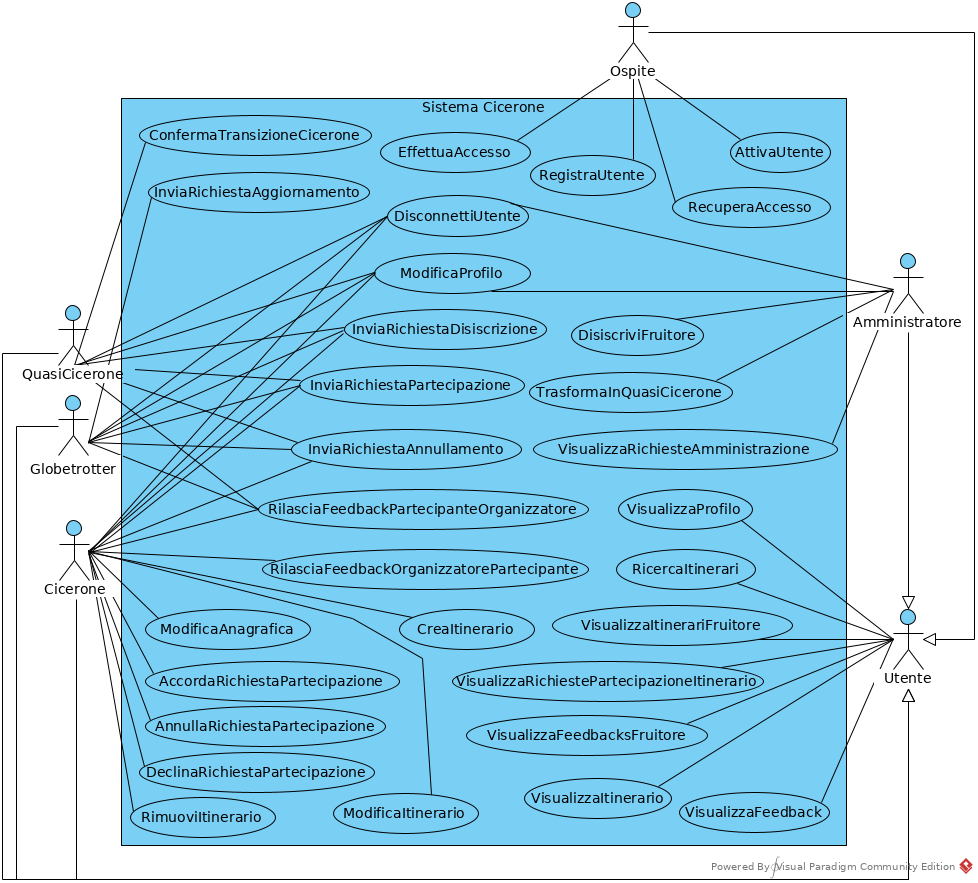 Ospite
Sistema Cicerone
ConfermaTransizioneCicerone
EffettuaAccesso
AttivaUtente
RegistraUtente
InviaRichiestaAggiornamento
RecuperaAccesso
DisconnettiUtente
ModificaProfilo
Amministratore
InviaRichiestaDisiscrizione
DisiscriviFruitore
QuasiCicerone
InviaRichiestaPartecipazione
TrasformaInQuasiCicerone
Globetrotter
InviaRichiestaAnnullamento
VisualizzaRichiesteAmministrazione
RilasciaFeedbackPartecipanteOrganizzatore
VisualizzaProfilo
RilasciaFeedbackOrganizzatorePartecipante
RicercaItinerari
Cicerone
ModificaAnagrafica
CreaItinerario
VisualizzaItinerariFruitore
Utente
AccordaRichiestaPartecipazione
VisualizzaRichiestePartecipazioneItinerario
AnnullaRichiestaPartecipazione
VisualizzaFeedbacksFruitore
DeclinaRichiestaPartecipazione
VisualizzaItinerario
RimuoviItinerario
ModificaItinerario
VisualizzaFeedback
Powered By Visual Paradigm Community Edition